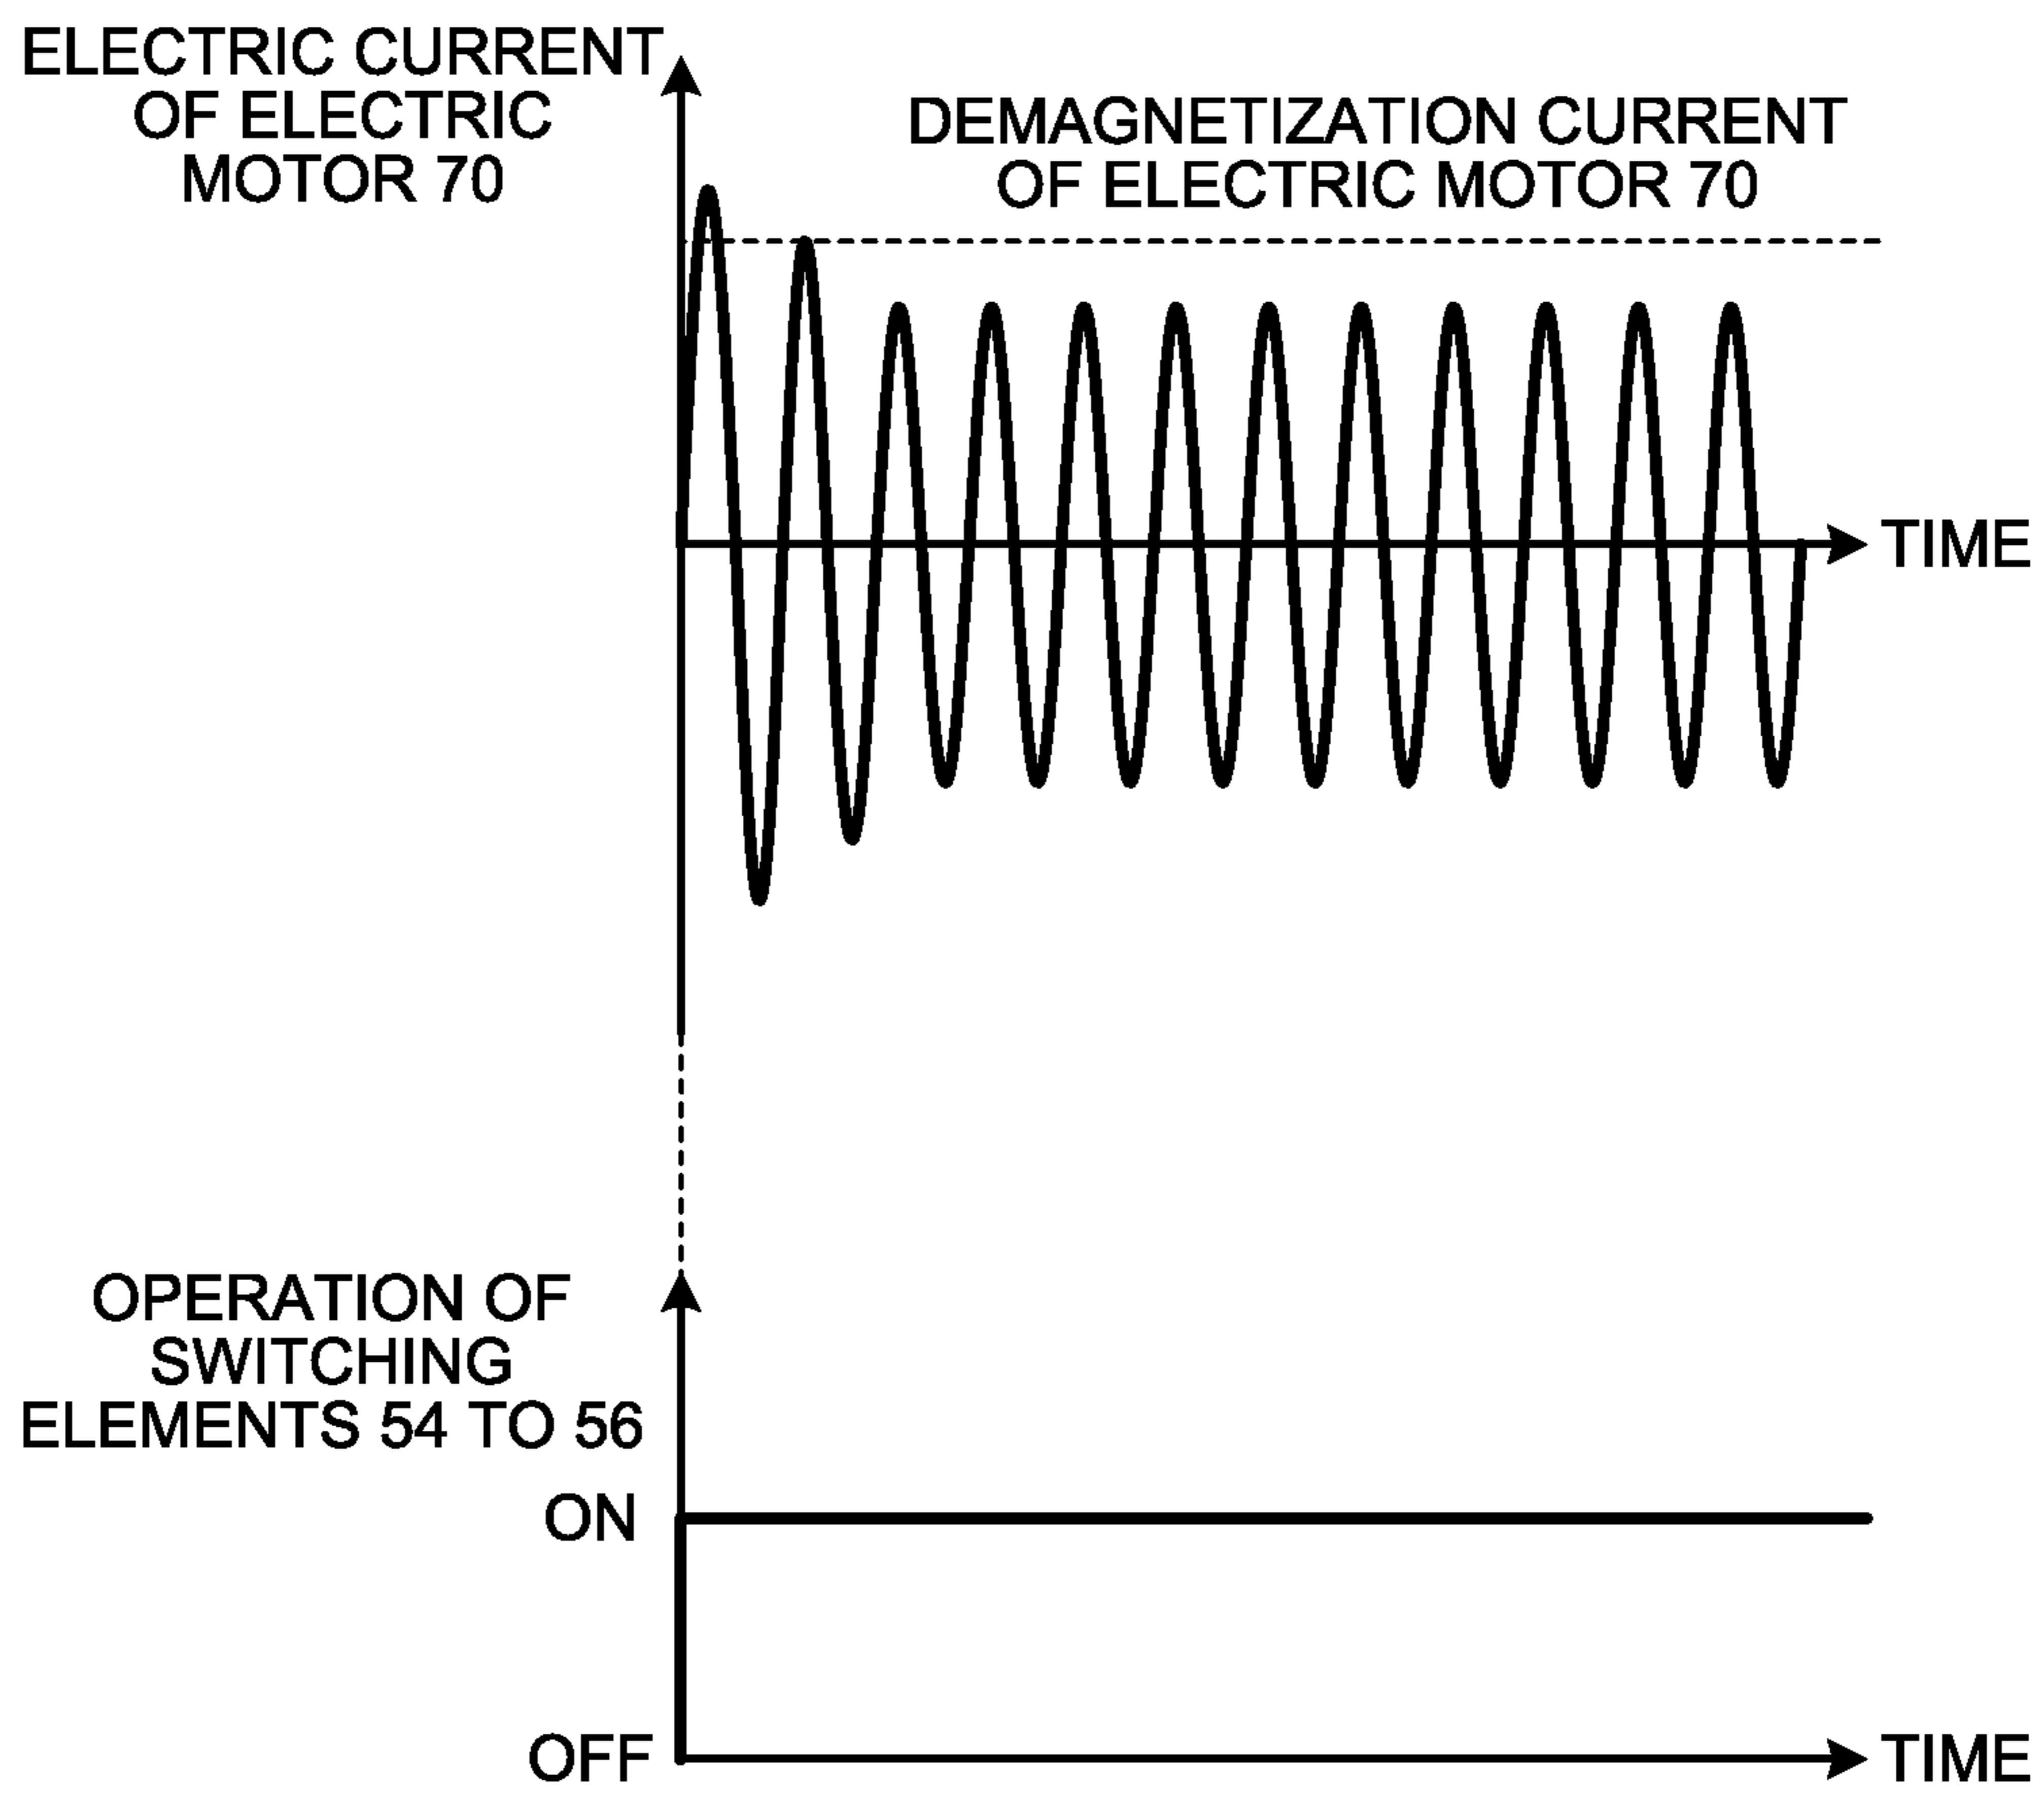 ELECTRIC CURRENT
OF ELECTRIC
MOTOR 70
DEMAGNETIZATION CURRENT
OF ELECTRIC MOTOR 70
TIME
OPERATION OF
SWITCHING
ELEMENTS 54 TO 56
ON
OFF
TIME